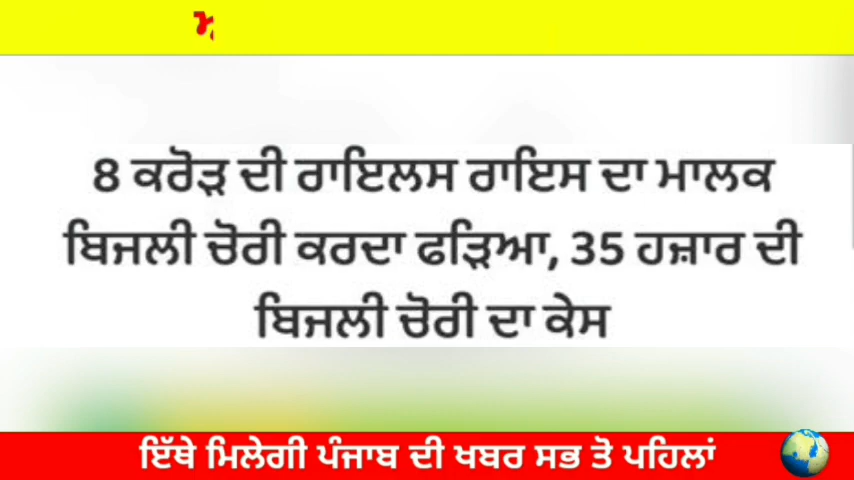 8 ਕਰੋੜ ਦੀ ਰਾਇਲਸ ਰਾਇਸ ਦਾ ਮਾਲਕ
ਬਿਜਲੀ ਚੋਰੀ ਕਰਦਾ ਫੜਿਆ, 35 ਹਜ਼ਾਰ ਦੀ
ਬਿਜਲੀ ਚੋਰੀ ਦਾ ਕੇਸ
ਇੱਥੇ ਮਿਲੇਗੀ ਪੰਜਾਬ ਦੀ ਖਬਰ ਸਭ ਤੋ ਪਹਿਲਾਂ